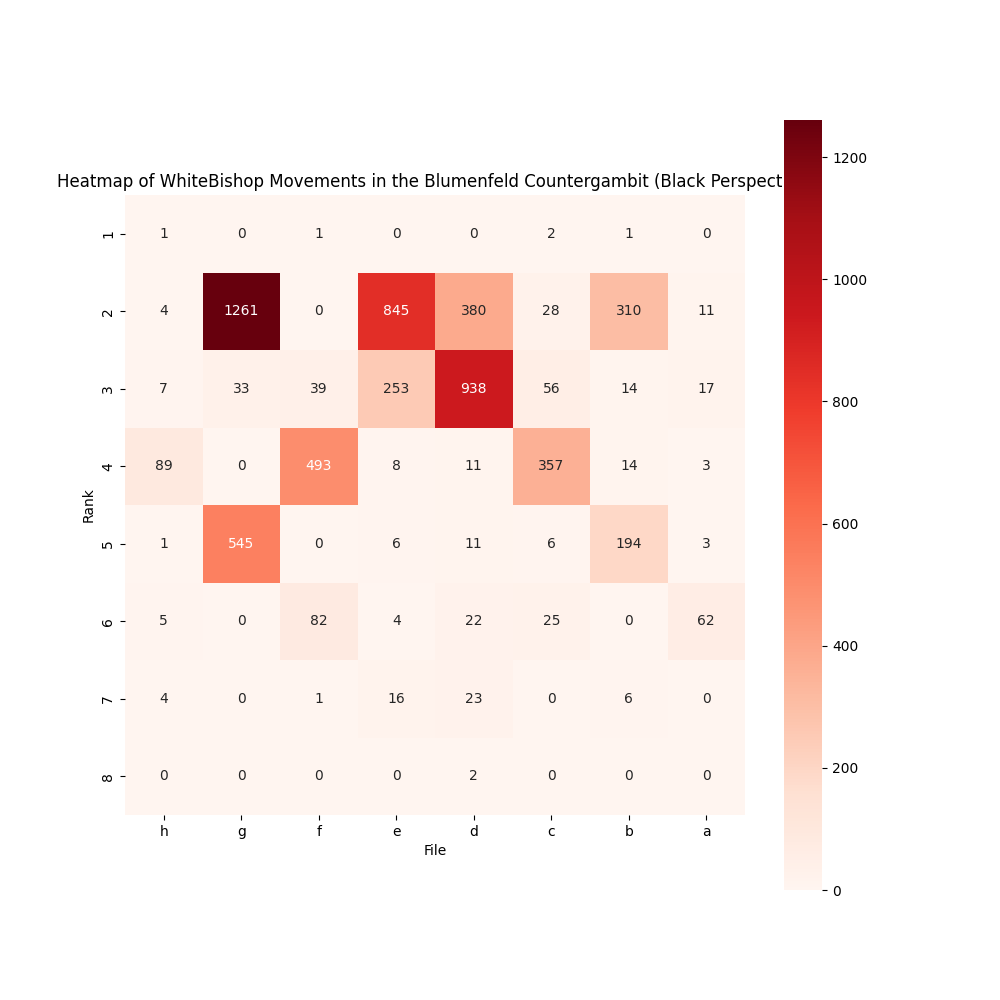 Heatmap of WhiteBishop Movements in the Blumenfeld Countergambit (Black Perspect
1 1 0 1 0 0 2 1 0
2 4 1261 0 845 380 28 310 11
3 7 33 39 253 938 56 14 17
4 89 0 493 8 11 357 14 3
5 1 545 0 6 11 6 194 3
6 5 0 82 4 22 25 0 62
7 4 0 1 16 23 0 6 0
8 0 0 0 0 2 0 0 0
h g f e d c b a
Rank
File
1200
1000
800
600
400
200
0